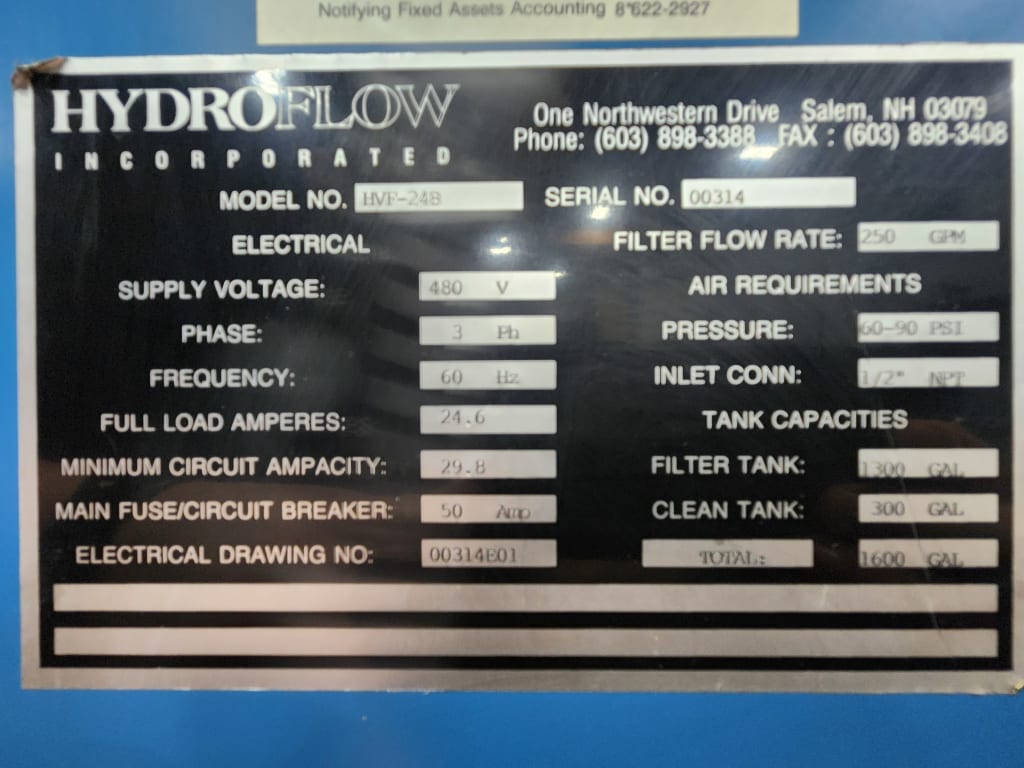 Notifying Fixed Assets Accounting 8*622-2927
HYDROFLOW
INCORPORATED
One Northwestern Drive Salem, NH 03079
Phone: (603) 898-3388 FAX : (603) 898-3408
MODEL NO. HVF-24B SERIAL NO. 00314
ELECTRICAL FILTER FLOW RATE: 250 GPM
SUPPLY VOLTAGE: 480 V AIR REQUIREMENTS
PHASE: 3 Ph PRESSURE: 60-90 PSI
FREQUENCY: 60 Hz INLET CONN: 1/2" NPT
FULL LOAD AMPERES: 24.6 TANK CAPACITIES
MINIMUM CIRCUIT AMPACITY: 29.8 FILTER TANK: 1300 GAL
MAIN FUSE/CIRCUIT BREAKER: 50 Amp CLEAN TANK: 300 GAL
ELECTRICAL DRAWING NO: 00314E01 TOTAL: 1600 GAL